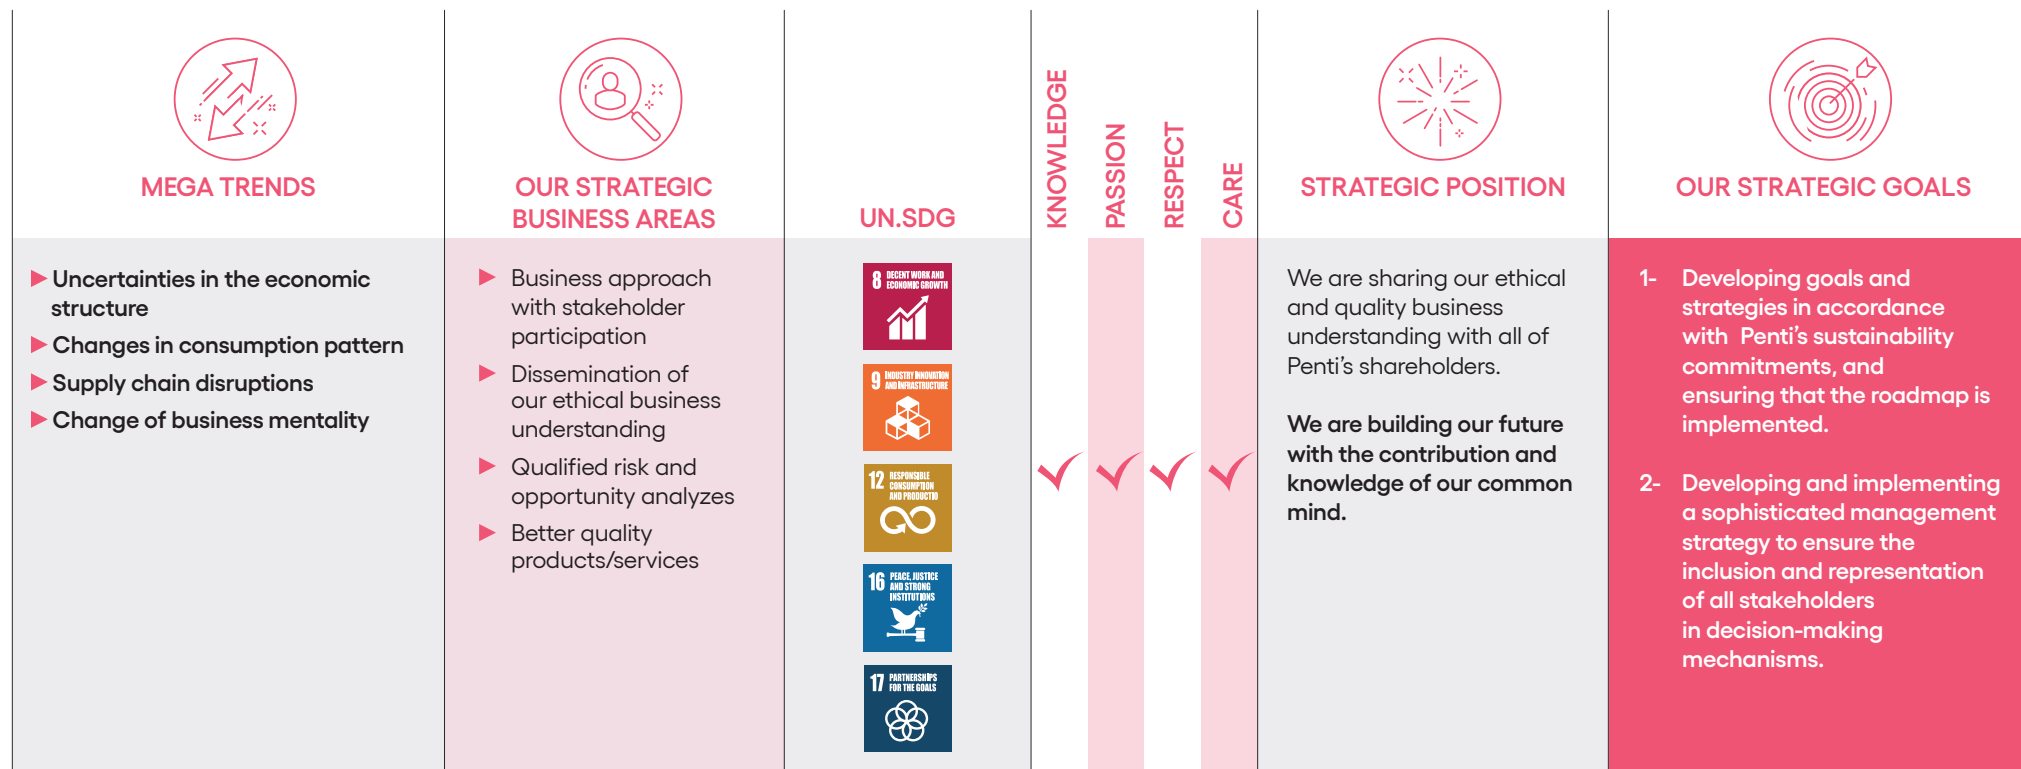 MEGA TRENDS
Uncertainties in the economic
structure
Changes in consumption pattern
Supply chain disruptions
Change of business mentality
OUR STRATEGIC
BUSINESS AREAS
Business approach
with stakeholder
participation
Dissemination of
our ethical business
understanding
Qualified risk and
opportunity analyzes
Better quality
products/services
UN.SDG
8 DECENT WORK AND
ECONOMIC GROWTH
9 INDUSTRY INNOVATION
AND INFRASTRUCTURE
12 RESPONSIBLE
CONSUMPTION
AND PRODUCTIO
16 PEACE, JUSTICE
AND STRONG
INSTITUTIONS
17 PARTNERSHIPS
FOR THE GOALS
KNOWLEDGE
PASSION
RESPECT
CARE
STRATEGIC POSITION
We are sharing our ethical
and quality business
understanding with all of
Penti’s shareholders.
We are building our future
with the contribution and
knowledge of our common
mind.
OUR STRATEGIC GOALS
1- Developing goals and
strategies in accordance
with Penti’s sustainability
commitments, and
ensuring that the roadmap is
implemented.
2- Developing and implementing
a sophisticated management
strategy to ensure the
inclusion and representation
of all stakeholders
in decision-making
mechanisms.